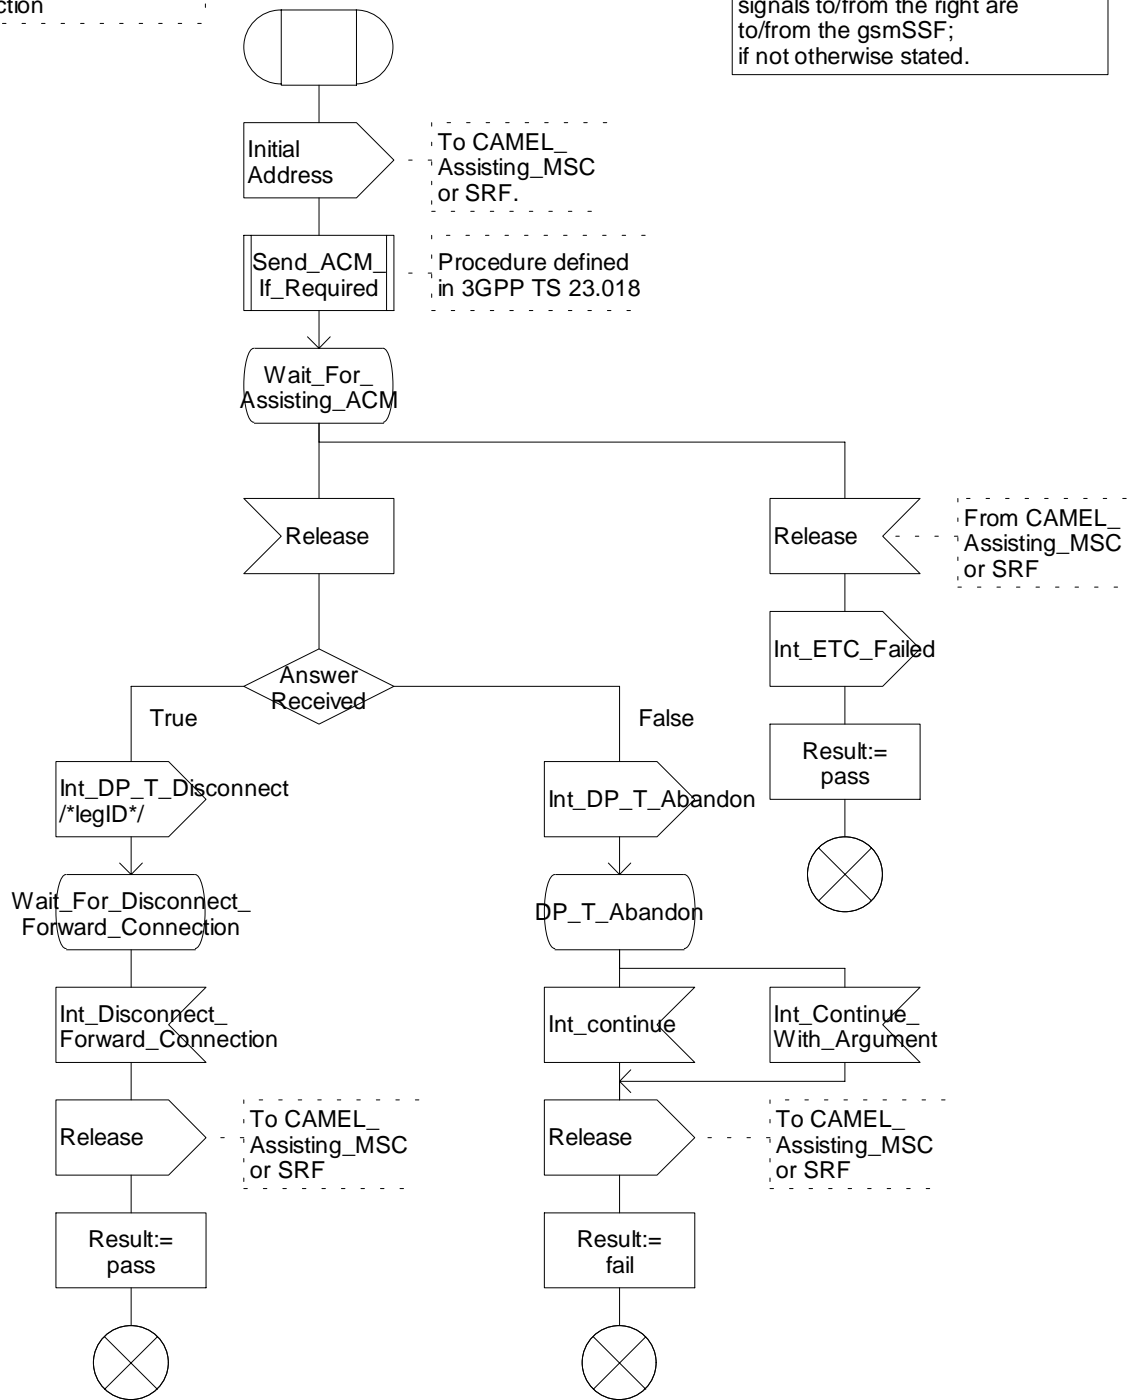 ction
signals to/from the right are
to/from the gsmSSF;
if not otherwise stated.
Initial
Address
To CAMEL_
Assisting_MSC
or SRF.
Send_ACM_
If_Required
Procedure defined
in 3GPP TS 23.018
Wait_For_
Assisting_ACM
Release
Release
From CAMEL_
Assisting_MSC
or SRF
Int_ETC_Failed
Answer
Received
True
False
Result:=
pass
Int_DP_T_Disconnect
/*legID*/
Int_DP_T_Abandon
Wait_For_Disconnect_
Forward_Connection
DP_T_Abandon
Int_Disconnect_
Forward_Connection
Int_continue
Int_Continue_
With_Argument
Release
To CAMEL_
Assisting_MSC
or SRF
Release
To CAMEL_
Assisting_MSC
or SRF
Result:=
pass
Result:=
fail